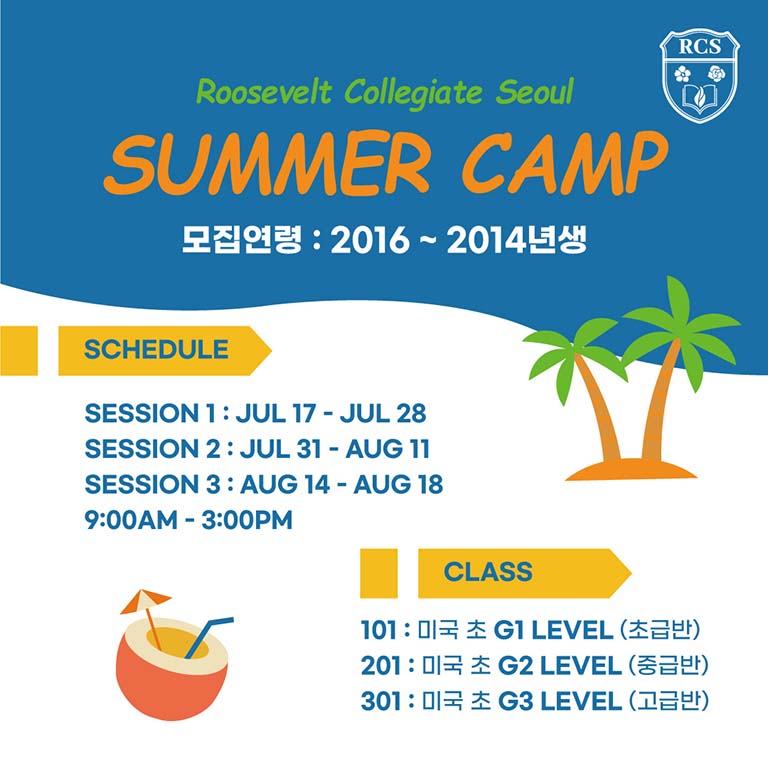 RCS
Roosevelt Collegiate Seoul
SUMMER CAMP
모집연령 : 2016 ~ 2014년생
SCHEDULE
SESSION 1 : JUL 17 - JUL 28
SESSION 2 : JUL 31 - AUG 11
SESSION 3 : AUG 14 - AUG 18
9:00AM - 3:00PM
CLASS
101 : 미국 초 G1 LEVEL (초급반)
201 : 미국 초 G2 LEVEL (중급반)
301 : 미국 초 G3 LEVEL (고급반)